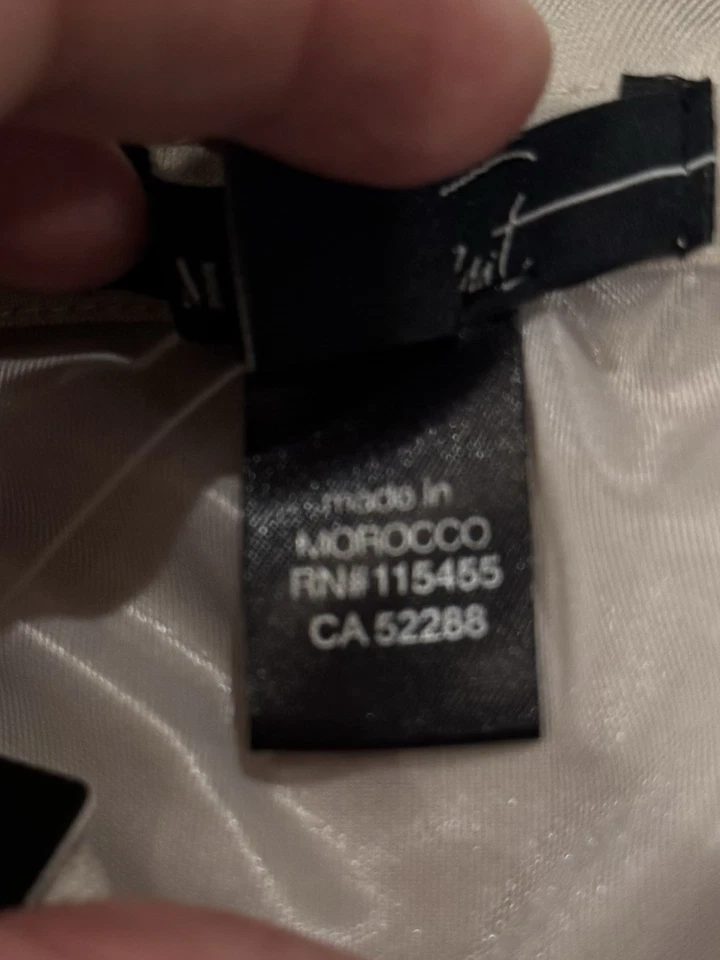 M
made in
MOROCCO
RN# 115455
CA 52288